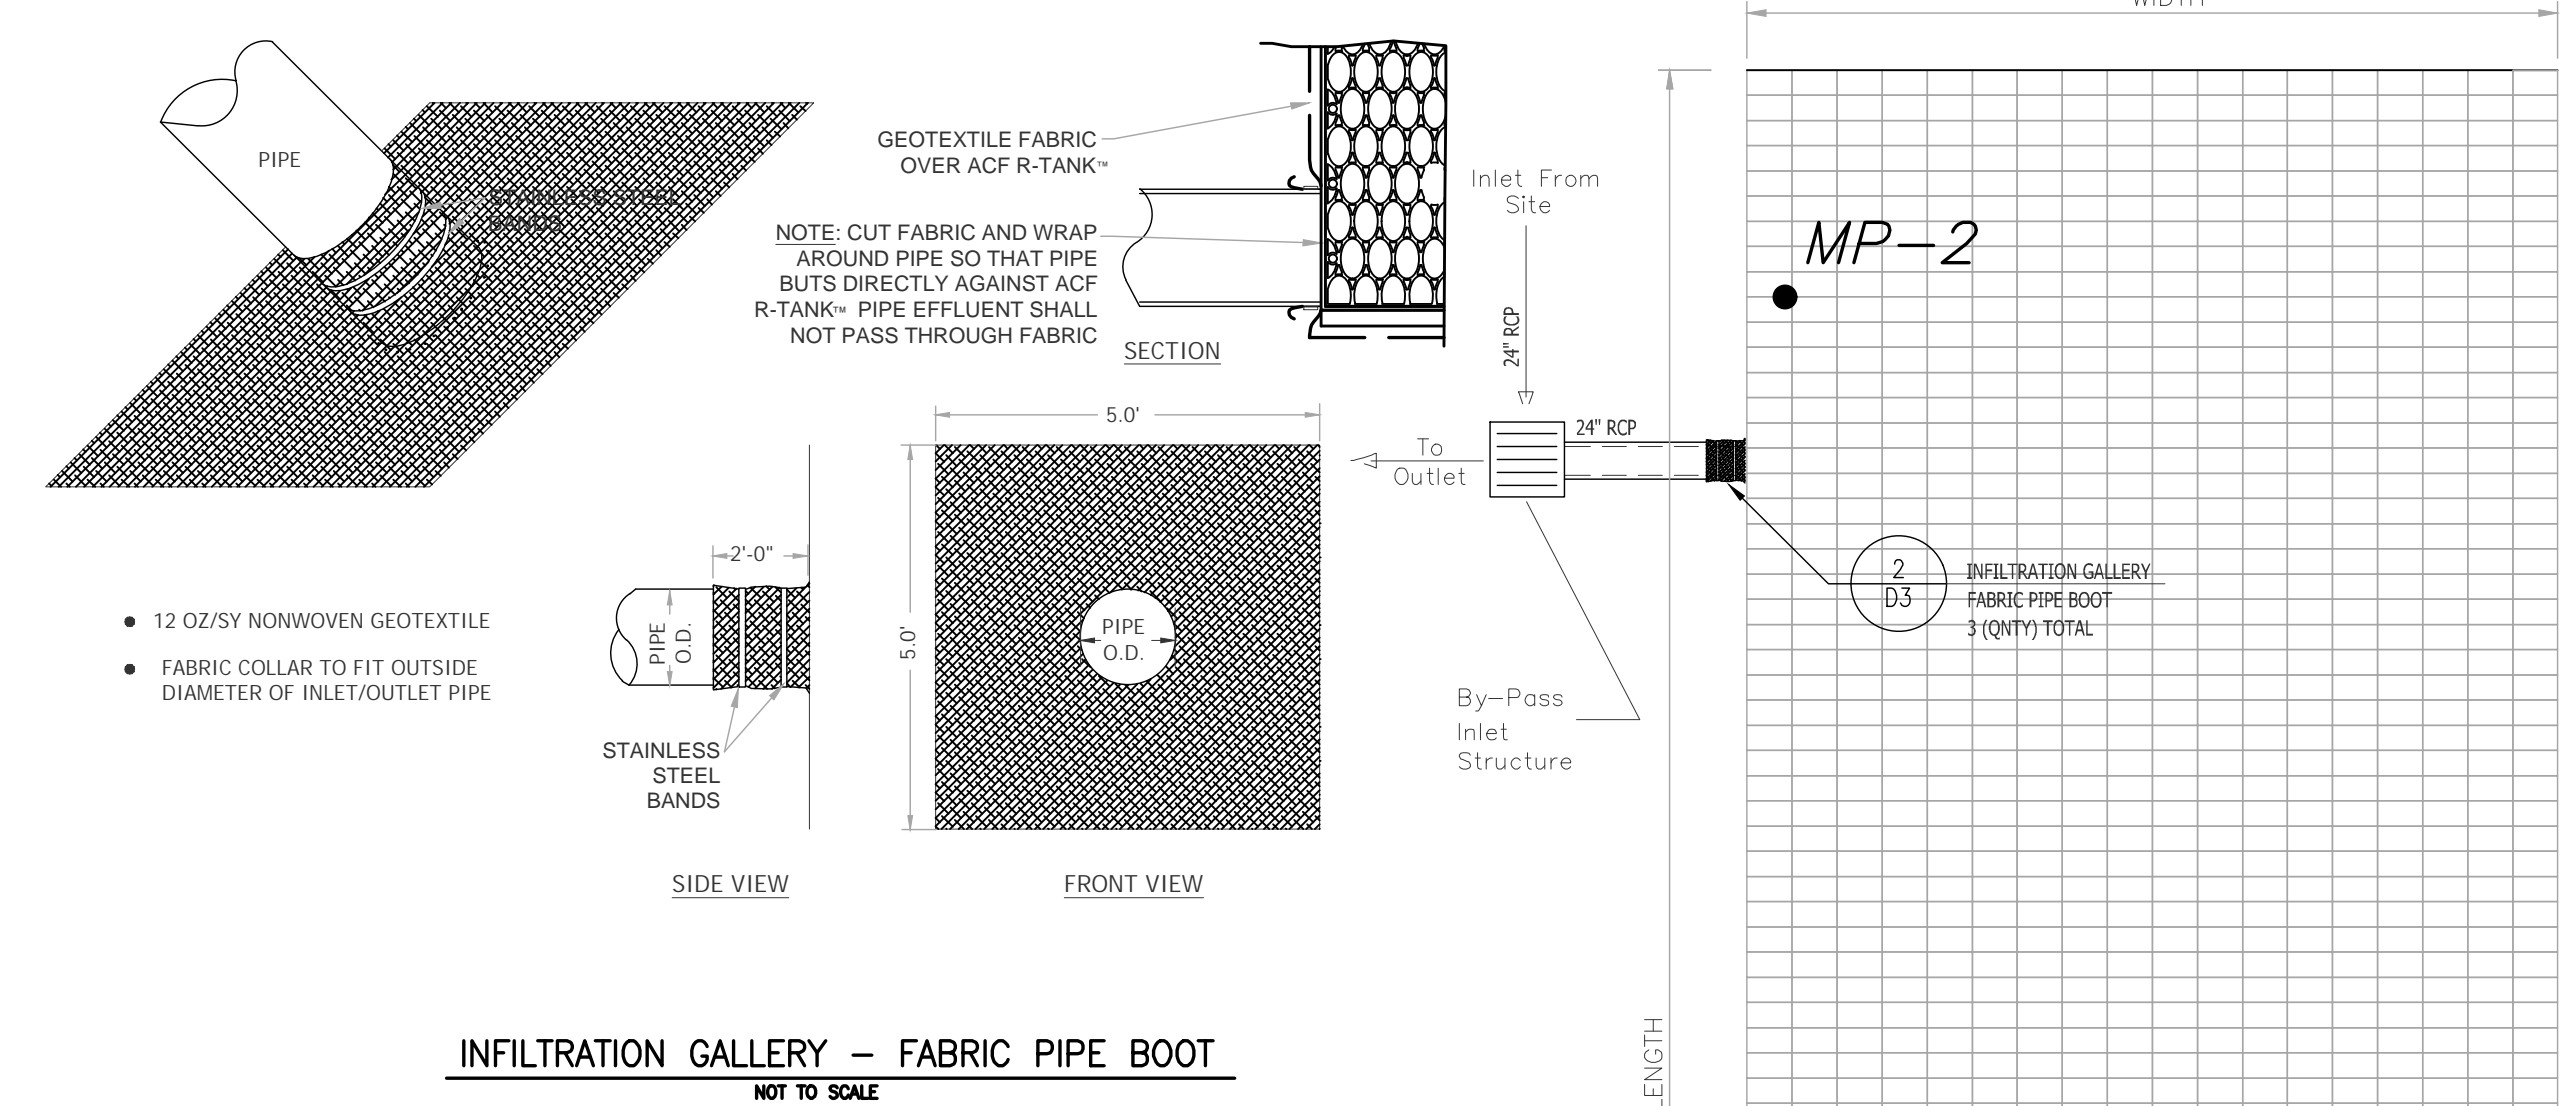 PIPE
STAINLESS STEEL
BANDS
GEOTEXTILE FABRIC
OVER ACF R-TANK™
NOTE: CUT FABRIC AND WRAP
AROUND PIPE SO THAT PIPE
BUTS DIRECTLY AGAINST ACF
R-TANK™ PIPE EFFLUENT SHALL
NOT PASS THROUGH FABRIC
SECTION
5.0'
5.0'
PIPE
O.D.
FRONT VIEW
2'-0"
PIPE
O.D.
STAINLESS
STEEL
BANDS
SIDE VIEW
● 12 OZ/SY NONWOVEN GEOTEXTILE
● FABRIC COLLAR TO FIT OUTSIDE
DIAMETER OF INLET/OUTLET PIPE
INFILTRATION GALLERY - FABRIC PIPE BOOT
NOT TO SCALE
WIDTH
Inlet From
Site
24" RCP
24" RCP
To
Outlet
By-Pass
Inlet
Structure
MP-2
2
D3
INFILTRATION GALLERY
FABRIC PIPE BOOT
3 (QNTY) TOTAL
LENGTH